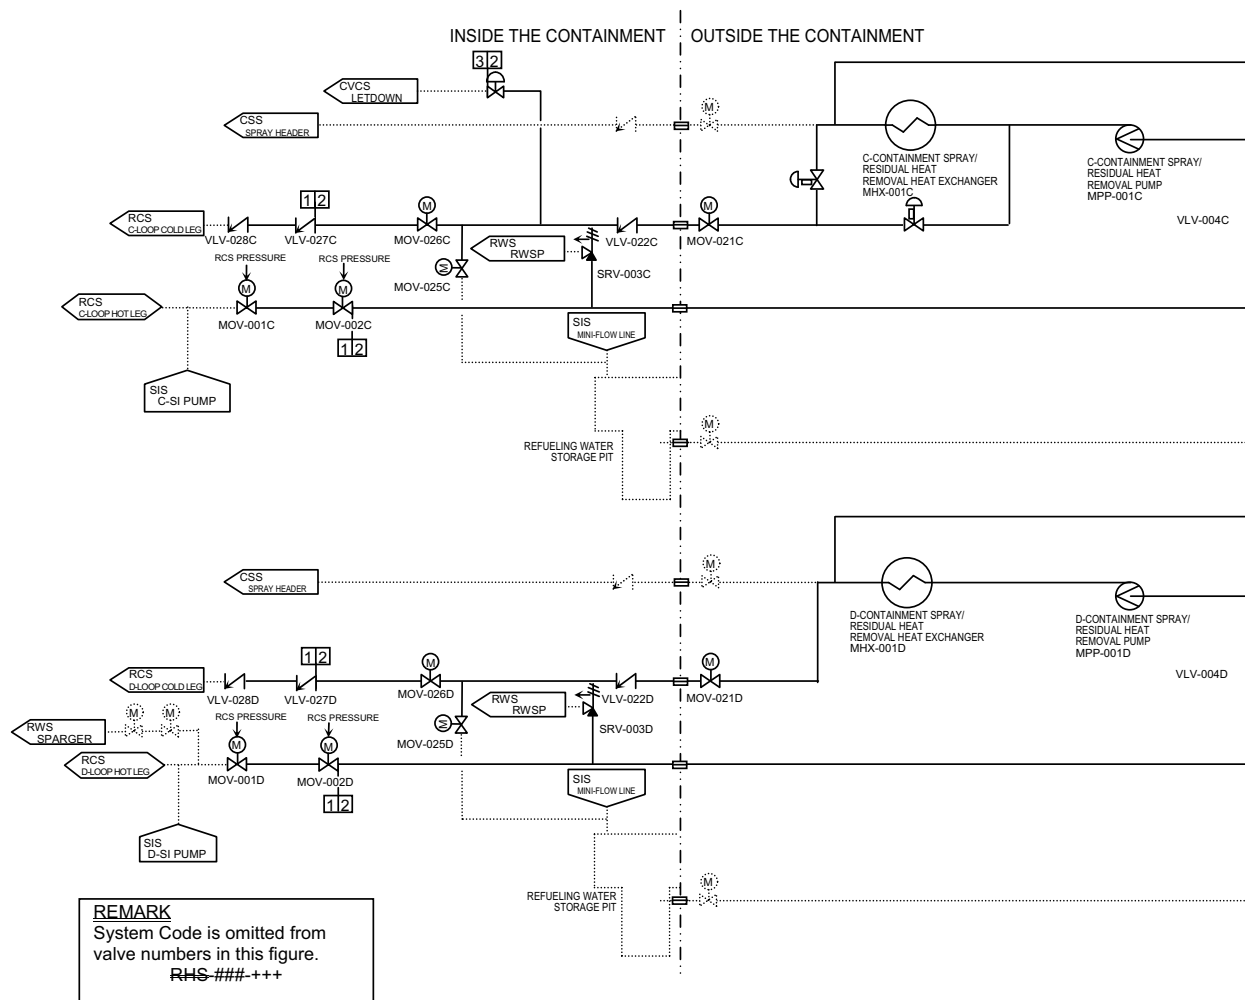 INSIDE THE CONTAINMENT
OUTSIDE THE CONTAINMENT
3 2
CVCS
LETDOWN
M
CSS
SPRAY HEADER
C-CONTAINMENT SPRAY/
RESIDUAL HEAT
REMOVAL HEAT EXCHANGER
MHX-001C
C-CONTAINMENT SPRAY/
RESIDUAL HEAT
REMOVAL PUMP
MPP-001C
VLV-004C
1 2
M
M
RCS
C-LOOP COLD LEG
VLV-028C
VLV-027C
MOV-026C
RWS
RWSP
VLV-022C
MOV-021C
RCS PRESSURE
RCS PRESSURE
M
MOV-025C
SRV-003C
M
M
RCS
C-LOOP HOT LEG
MOV-001C
MOV-002C
SIS
MINI-FLOW LINE
1 2
SIS
C-SI PUMP
M
REFUELING WATER
STORAGE PIT
M
CSS
SPRAY HEADER
D-CONTAINMENT SPRAY/
RESIDUAL HEAT
REMOVAL HEAT EXCHANGER
MHX-001D
D-CONTAINMENT SPRAY/
RESIDUAL HEAT
REMOVAL PUMP
MPP-001D
VLV-004D
1 2
M
M
RCS
D-LOOP COLD LEG
VLV-028D
VLV-027D
MOV-026D
RWS
RWSP
VLV-022D
MOV-021D
M
M
RCS PRESSURE
RCS PRESSURE
M
RWS
SPARGER
SRV-003D
M
M
MOV-025D
RCS
D-LOOP HOT LEG
MOV-001D
MOV-002D
SIS
MINI-FLOW LINE
1 2
SIS
D-SI PUMP
M
REFUELING WATER
STORAGE PIT
REMARK
System Code is omitted from
valve numbers in this figure.
RHS-###-+++